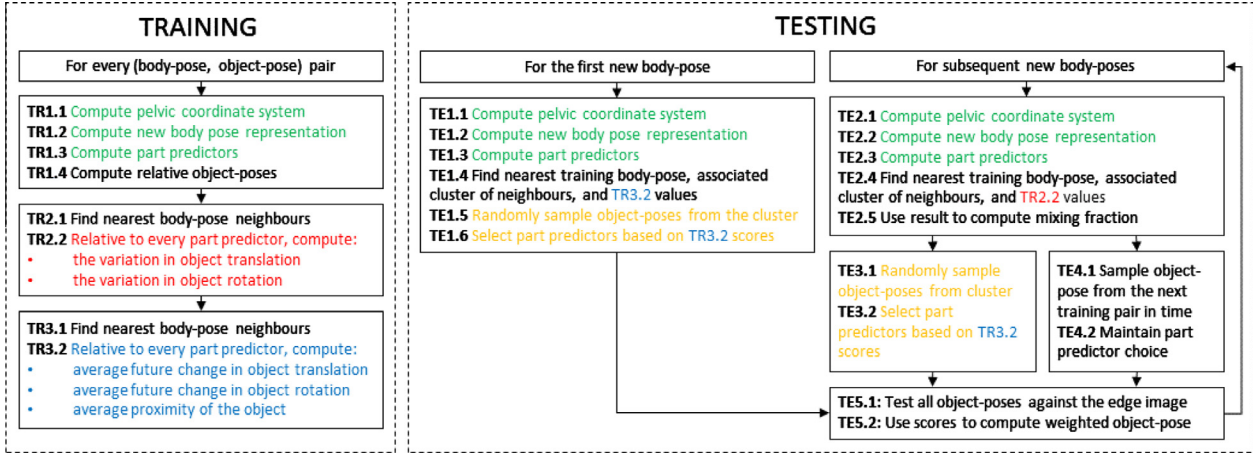 TRAINING
For every (body-pose, object-pose) pair
TR1.1 Compute pelvic coordinate system
TR1.2 Compute new body pose representation
TR1.3 Compute part predictors
TR1.4 Compute relative object-poses
TR2.1 Find nearest body-pose neighbours
TR2.2 Relative to every part predictor, compute:
• the variation in object translation
• the variation in object rotation
TR3.1 Find nearest body-pose neighbours
TR3.2 Relative to every part predictor, compute:
• average future change in object translation
• average future change in object rotation
• average proximity of the object
TESTING
For the first new body-pose
TE1.1 Compute pelvic coordinate system
TE1.2 Compute new body pose representation
TE1.3 Compute part predictors
TE1.4 Find nearest training body-pose, associated
cluster of neighbours, and TR3.2 values
TE1.5 Randomly sample object-poses from the cluster
TE1.6 Select part predictors based on TR3.2 scores
For subsequent new body-poses
TE2.1 Compute pelvic coordinate system
TE2.2 Compute new body pose representation
TE2.3 Compute part predictors
TE2.4 Find nearest training body-pose, associated
cluster of neighbours, and TR2.2 values
TE2.5 Use result to compute mixing fraction
TE3.1 Randomly sample
object-poses from cluster
TE3.2 Select part
predictors based on TR3.2
scores
TE4.1 Sample object-
pose from the next
training pair in time
TE4.2 Maintain part
predictor choice
TE5.1: Test all object-poses against the edge image
TE5.2: Use scores to compute weighted object-pose